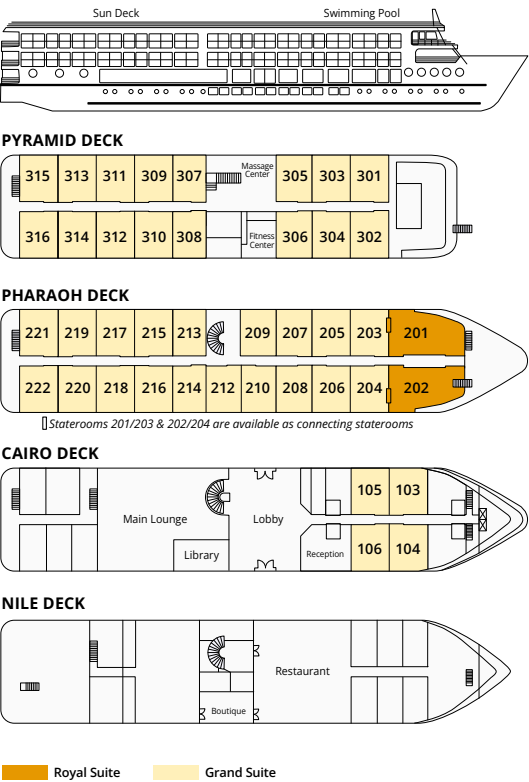 Sun Deck Swimming Pool
PYRAMID DECK
315 313 311 309 307 Massage Center 305 303 301
316 314 312 310 308 Fitness Center 306 304 302
PHARAOH DECK
221 219 217 215 213 209 207 205 203 201
222 220 218 216 214 212 210 208 206 204 202
Staterooms 201/203 & 202/204 are available as connecting staterooms
CAIRO DECK
105 103
Main Lounge Lobby
Library Reception 106 104
NILE DECK
Restaurant
Boutique
Royal Suite Grand Suite